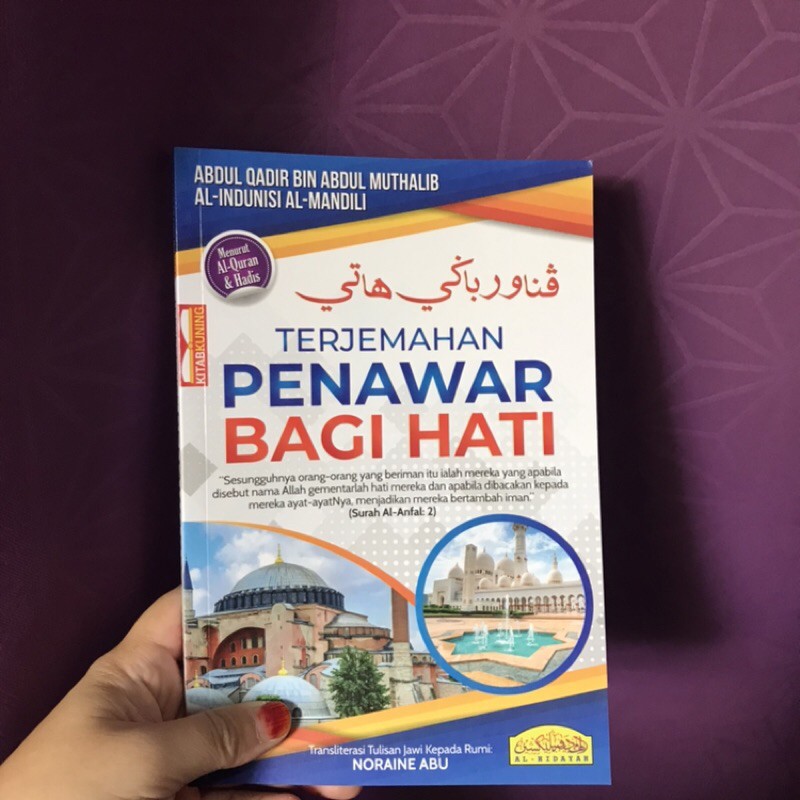 ABDUL QADIR BIN ABDUL MUTHALIB
AL-INDUNISI AL-MANDILI
Menurut
Al-Quran
& Hadis
ڤناور باڬي هاتي
KITAB KUNING
TERJEMAHAN
PENAWAR
BAGI HATI
"Sesungguhnya orang-orang yang beriman itu ialah mereka yang apabila
disebut nama Allah gementarlah hati mereka dan apabila dibacakan kepada
mereka ayat-ayatNya, menjadikan mereka bertambah iman."
(Surah Al-Anfal: 2)
Transliterasi Tulisan Jawi Kepada Rumi:
NORAINE ABU
AL-HIDAYAH